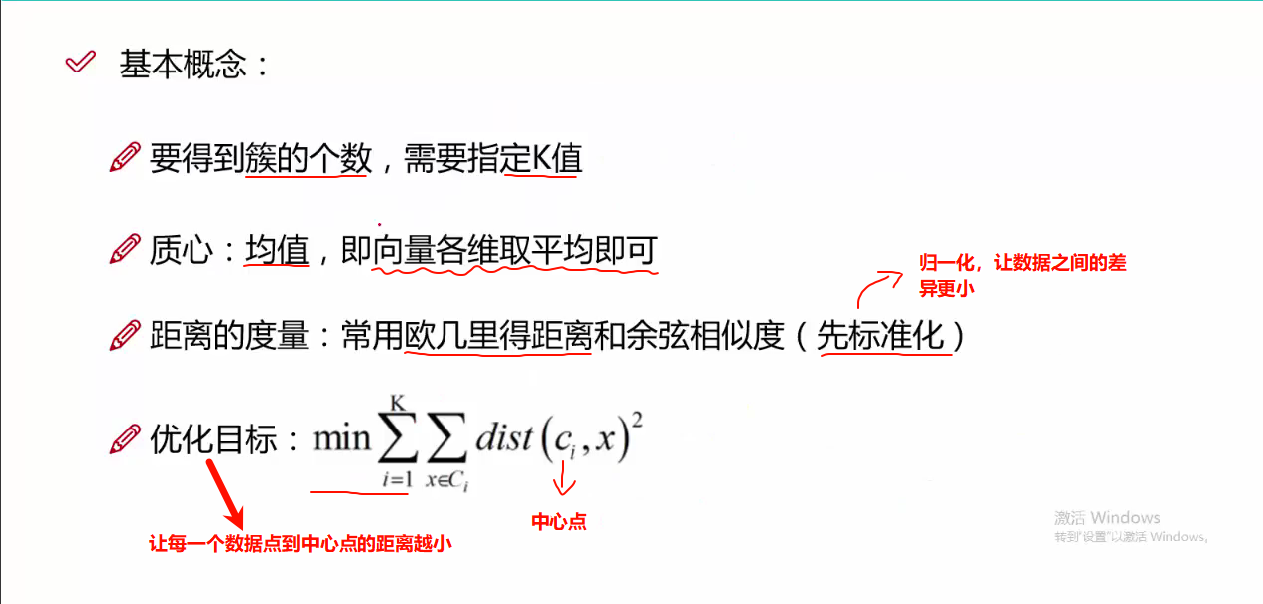 基本概念：
要得到簇的个数，需要指定K值
质心：均值，即向量各维取平均即可
归一化，让数据之间的差
异更小
距离的度量：常用欧几里得距离和余弦相似度（先标准化）
优化目标：min ∑_{i=1}^{K} ∑_{x∈C_i} dist(c_i, x)^2
中心点
让每一个数据点到中心点的距离越小
激活 Windows
转到"设置"以激活 Windows。